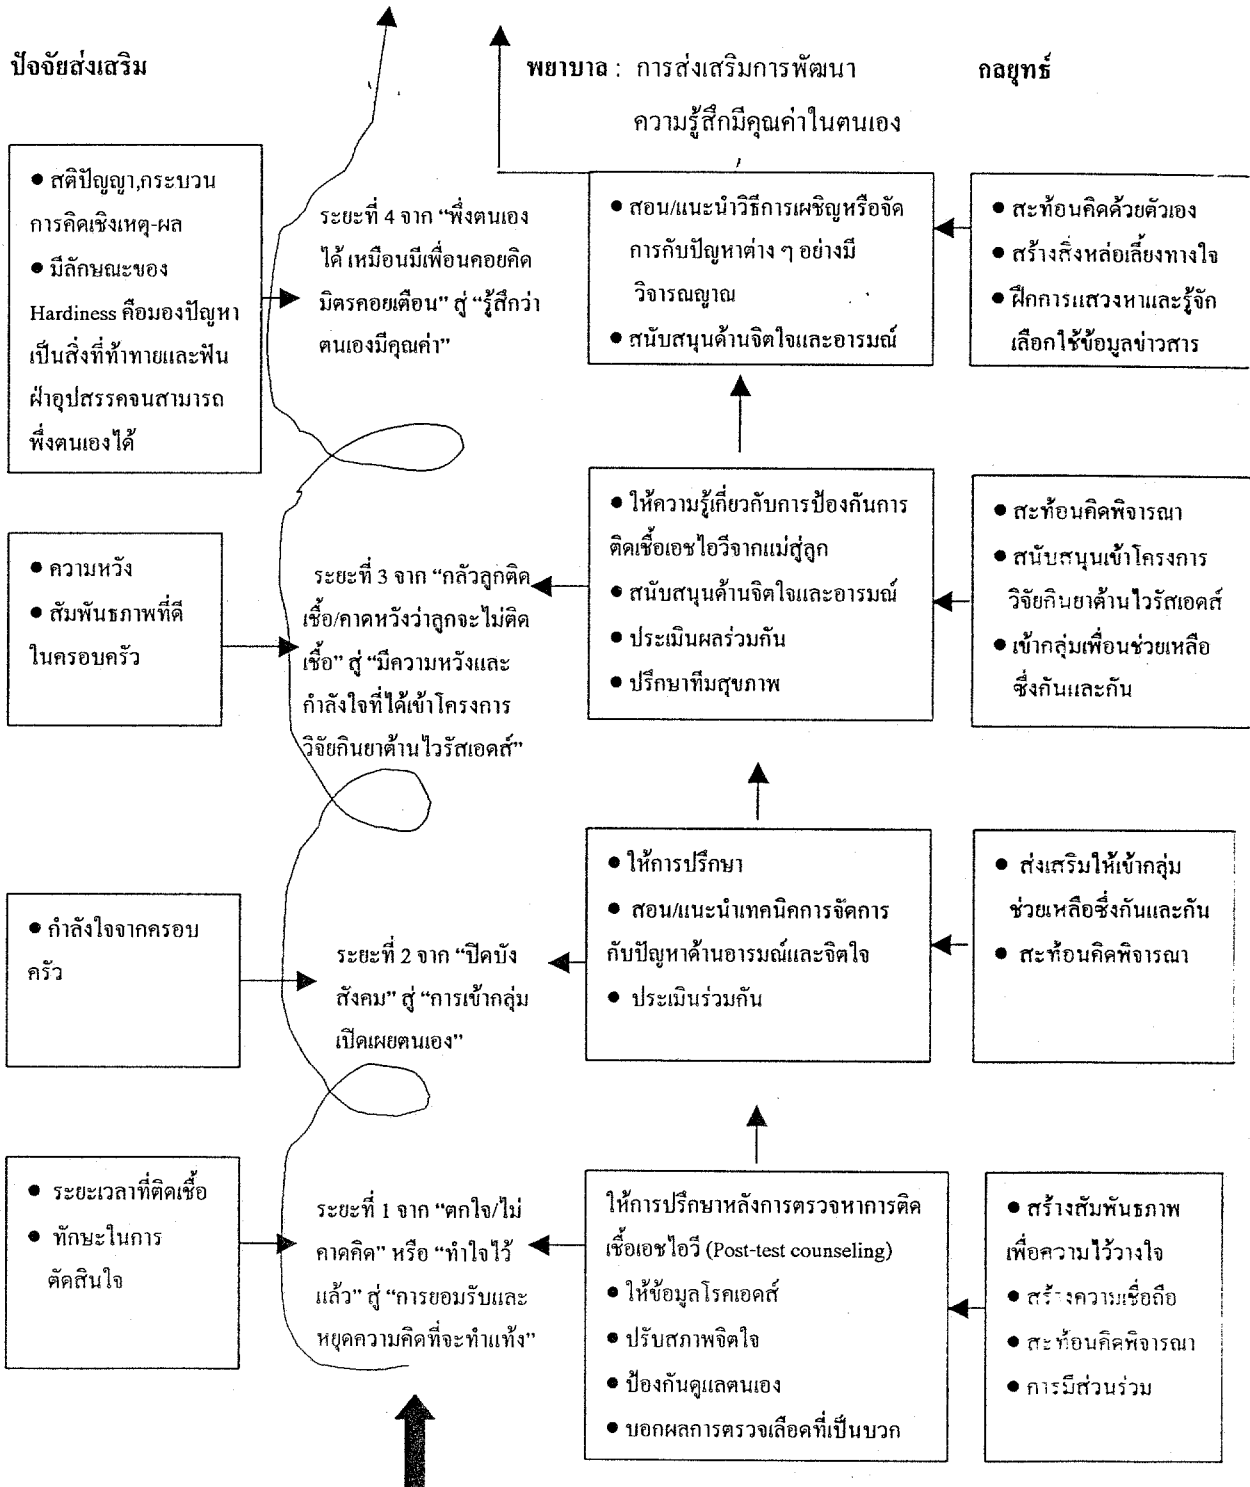 ปัจจัยส่งเสริม
พยาบาล : การส่งเสริมการพัฒนา
ความรู้สึกมีคุณค่าในตนเอง
กลยุทธ์
● สติปัญญา,กระบวน
การคิดเชิงเหตุ-ผล
● มีลักษณะของ
Hardiness คือมองปัญหา
เป็นสิ่งที่ท้าทายและฟัน
ฝ่าอุปสรรคจนสามารถ
พึ่งตนเองได้
ระยะที่ 4 จาก “พึ่งตนเอง
ได้ เหมือนมีเพื่อนคอยคิด
มิตรคอยเตือน” สู่ “รู้สึกว่า
ตนเองมีคุณค่า”
● สอน/แนะนำวิธีการเผชิญหรือจัด
การกับปัญหาต่าง ๆ อย่างมี
วิจารณญาณ
● สนับสนุนด้านจิตใจและอารมณ์
● สะท้อนคิดด้วยตัวเอง
● สร้างสิ่งหล่อเลี้ยงทางใจ
● ฝึกการแสวงหาและรู้จัก
เลือกใช้ข้อมูลข่าวสาร
● ความหวัง
● สัมพันธภาพที่ดี
ในครอบครัว
ระยะที่ 3 จาก “กลัวลูกติด
เชื้อ/คาดหวังว่าลูกจะไม่ติด
เชื้อ” สู่ “มีความหวังและ
กำลังใจที่ได้เข้าโครงการ
วิจัยกินยาต้านไวรัสเอดส์”
● ให้ความรู้เกี่ยวกับการป้องกันการ
ติดเชื้อเอชไอวีจากแม่สู่ลูก
● สนับสนุนด้านจิตใจและอารมณ์
● ประเมินผลร่วมกัน
● ปรึกษาทีมสุขภาพ
● สะท้อนคิดพิจารณา
● สนับสนุนเข้าโครงการ
วิจัยกินยาต้านไวรัสเอดส์
● เข้ากลุ่มเพื่อนช่วยเหลือ
ซึ่งกันและกัน
● กำลังใจจากครอบ
ครัว
ระยะที่ 2 จาก “ปิดบัง
สังคม” สู่ “การเข้ากลุ่ม
เปิดเผยตนเอง”
● ให้การปรึกษา
● สอน/แนะนำเทคนิคการจัดการ
กับปัญหาด้านอารมณ์และจิตใจ
● ประเมินร่วมกัน
● ส่งเสริมให้เข้ากลุ่ม
ช่วยเหลือซึ่งกันและกัน
● สะท้อนคิดพิจารณา
● ระยะเวลาที่ติดเชื้อ
● ทักษะในการ
ตัดสินใจ
ระยะที่ 1 จาก “ตกใจ/ไม่
คาดคิด” หรือ “ทำใจไว้
แล้ว” สู่ “การยอมรับและ
หยุดความคิดที่จะทำแท้ง”
ให้การปรึกษาหลังการตรวจหาการติด
เชื้อเอชไอวี (Post-test counseling)
● ให้ข้อมูลโรคเอดส์
● ปรับสภาพจิตใจ
● ป้องกันดูแลตนเอง
● บอกผลการตรวจเลือดที่เป็นบวก
● สร้างสัมพันธภาพ
เพื่อความไว้วางใจ
● สร้างความเชื่อถือ
● สะท้อนคิดพิจารณา
● การมีส่วนร่วม